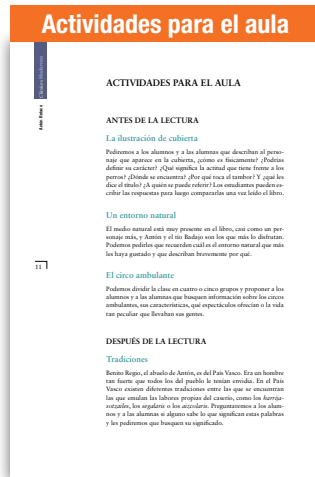 Actividades para el aula
Clásicos Modernos
Antón Retaco
ACTIVIDADES PARA EL AULA
ANTES DE LA LECTURA
La ilustración de cubierta
Pediremos a los alumnos y a las alumnas que describan al perso-
naje que aparece en la cubierta, ¿cómo es físicamente? ¿Podrías
definir su carácter? ¿Qué significa la actitud que tiene frente a los
perros? ¿Dónde se encuentra? ¿Por qué toca el tambor? Y ¿qué les
dice el título? ¿A quién se puede referir? Los estudiantes pueden es-
cribir las respuestas para luego compararlas una vez leído el libro.
Un entorno natural
El medio natural está muy presente en el libro, casi como un per-
sonaje más, y Antón y el tío Badajo son los que más lo disfrutan.
Podemos pedirles que recuerden cuál es el entorno natural que más
les haya gustado y que describan brevemente por qué.
11
El circo ambulante
Podemos dividir la clase en cuatro o cinco grupos y proponer a los
alumnos y a las alumnas que busquen información sobre los circos
ambulantes, sus características, qué espectáculos ofrecían o la vida
tan peculiar que llevaban sus gentes.
DESPUÉS DE LA LECTURA
Tradiciones
Benito Regio, el abuelo de Antón, es del País Vasco. Era un hombre
tan fuerte que todos los del pueblo le tenían envidia. En el País
Vasco existen diferentes tradiciones entre las que se encuentran
las que emulan las labores propias del caserío, como los harrija-
sotzailes, los segalaris o los aizcolaris. Preguntaremos a los alum-
nos y a las alumnas si alguno sabe lo que significan estas palabras
y les pediremos que busquen su significado.